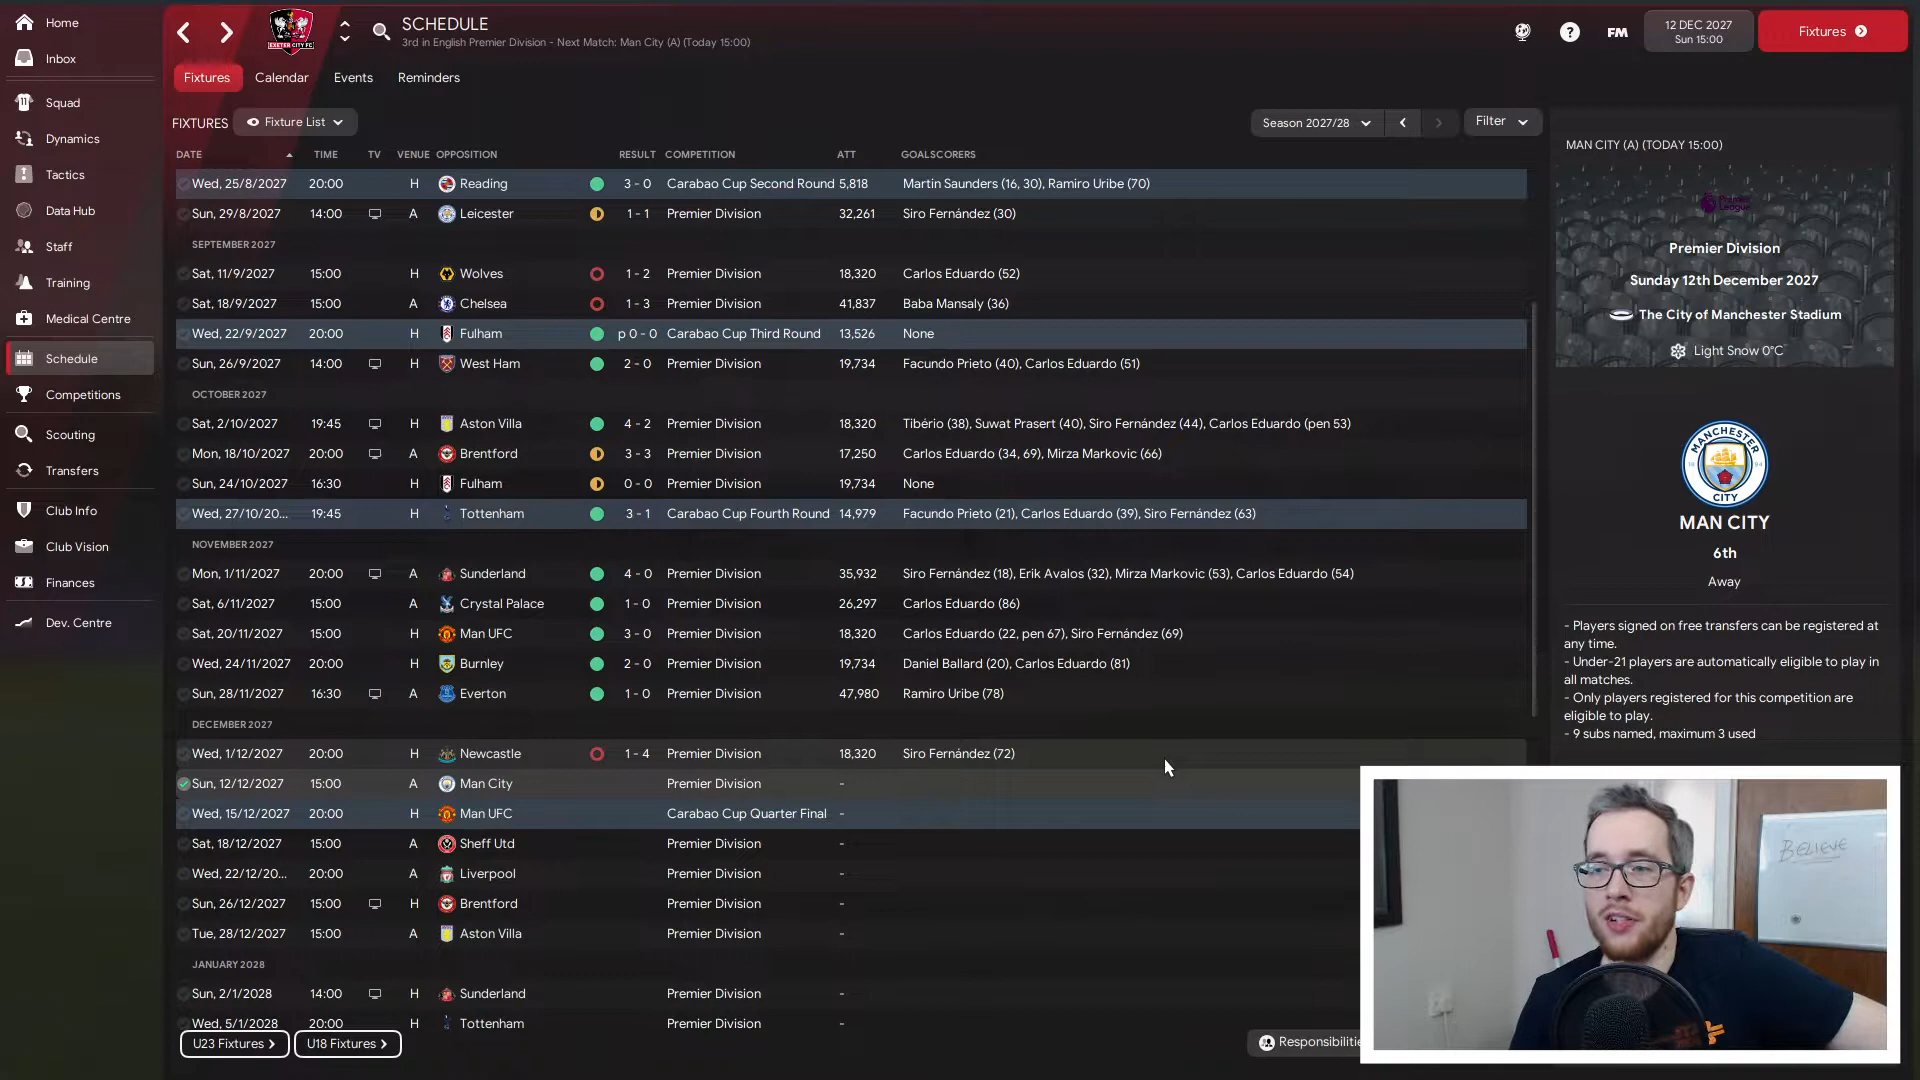 Home
Inbox
Squad
Dynamics
Tactics
Data Hub
Staff
Training
Medical Centre
Schedule
Competitions
Scouting
Transfers
Club Info
Club Vision
Finances
Dev. Centre
EXETER CITY FC
SCHEDULE
3rd in English Premier Division - Next Match: Man City (A) (Today 15:00)
FM
12 DEC 2027
Sun 15:00
Fixtures
Fixtures Calendar Events Reminders
FIXTURES Fixture List Season 2027/28 Filter
DATE TIME TV VENUE OPPOSITION RESULT COMPETITION ATT GOALSCORERS
Wed, 25/8/2027 20:00 H Reading 3 - 0 Carabao Cup Second Round 5,818 Martin Saunders (16, 30), Ramiro Uribe (70)
Sun, 29/8/2027 14:00 A Leicester 1 - 1 Premier Division 32,261 Siro Fernández (30)
SEPTEMBER 2027
Sat, 11/9/2027 15:00 H Wolves 1 - 2 Premier Division 18,320 Carlos Eduardo (52)
Sat, 18/9/2027 15:00 A Chelsea 1 - 3 Premier Division 41,837 Baba Mansaly (36)
Wed, 22/9/2027 20:00 H Fulham p 0 - 0 Carabao Cup Third Round 13,526 None
Sun, 26/9/2027 14:00 H West Ham 2 - 0 Premier Division 19,734 Facundo Prieto (40), Carlos Eduardo (51)
OCTOBER 2027
Sat, 2/10/2027 19:45 H Aston Villa 4 - 2 Premier Division 18,320 Tibério (38), Suwat Prasert (40), Siro Fernández (44), Carlos Eduardo (pen 53)
Mon, 18/10/2027 20:00 A Brentford 3 - 3 Premier Division 17,250 Carlos Eduardo (34, 69), Mirza Markovic (66)
Sun, 24/10/2027 16:30 H Fulham 0 - 0 Premier Division 19,734 None
Wed, 27/10/20... 19:45 H Tottenham 3 - 1 Carabao Cup Fourth Round 14,979 Facundo Prieto (21), Carlos Eduardo (39), Siro Fernández (63)
NOVEMBER 2027
Mon, 1/11/2027 20:00 A Sunderland 4 - 0 Premier Division 35,932 Siro Fernández (18), Erik Avalos (32), Mirza Markovic (53), Carlos Eduardo (54)
Sat, 6/11/2027 15:00 A Crystal Palace 1 - 0 Premier Division 26,297 Carlos Eduardo (86)
Sat, 20/11/2027 15:00 H Man UFC 3 - 0 Premier Division 18,320 Carlos Eduardo (22, pen 67), Siro Fernández (69)
Wed, 24/11/2027 20:00 H Burnley 2 - 0 Premier Division 19,734 Daniel Ballard (20), Carlos Eduardo (81)
Sun, 28/11/2027 16:30 A Everton 1 - 0 Premier Division 47,980 Ramiro Uribe (78)
DECEMBER 2027
Wed, 1/12/2027 20:00 H Newcastle 1 - 4 Premier Division 18,320 Siro Fernández (72)
Sun, 12/12/2027 15:00 A Man City Premier Division -
Wed, 15/12/2027 20:00 H Man UFC Carabao Cup Quarter Final -
Sat, 18/12/2027 15:00 A Sheff Utd Premier Division -
Wed, 22/12/20... 20:00 A Liverpool Premier Division -
Sun, 26/12/2027 15:00 H Brentford Premier Division -
Tue, 28/12/2027 15:00 A Aston Villa Premier Division -
JANUARY 2028
Sun, 2/1/2028 14:00 H Sunderland Premier Division -
Wed, 5/1/2028 20:00 H Tottenham Premier Division -
U23 Fixtures U18 Fixtures Responsibilitie
MAN CITY (A) (TODAY 15:00)
Premier League
Premier Division
Sunday 12th December 2027
The City of Manchester Stadium
Light Snow 0°C
MANCHESTER
18 94
CITY
MAN CITY
6th
Away
- Players signed on free transfers can be registered at
any time.
- Under-21 players are automatically eligible to play in
all matches.
- Only players registered for this competition are
eligible to play.
- 9 subs named, maximum 3 used
BELIEVE